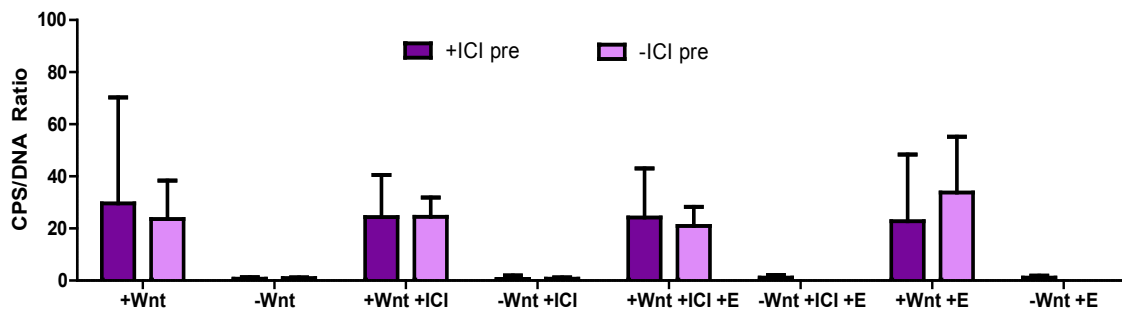 100
80
60
40
20
0
CPS/DNA Ratio
+ICI pre
-ICI pre
+Wnt
-Wnt
+Wnt +ICI
-Wnt +ICI
+Wnt +ICI +E
-Wnt +ICI +E
+Wnt +E
-Wnt +E